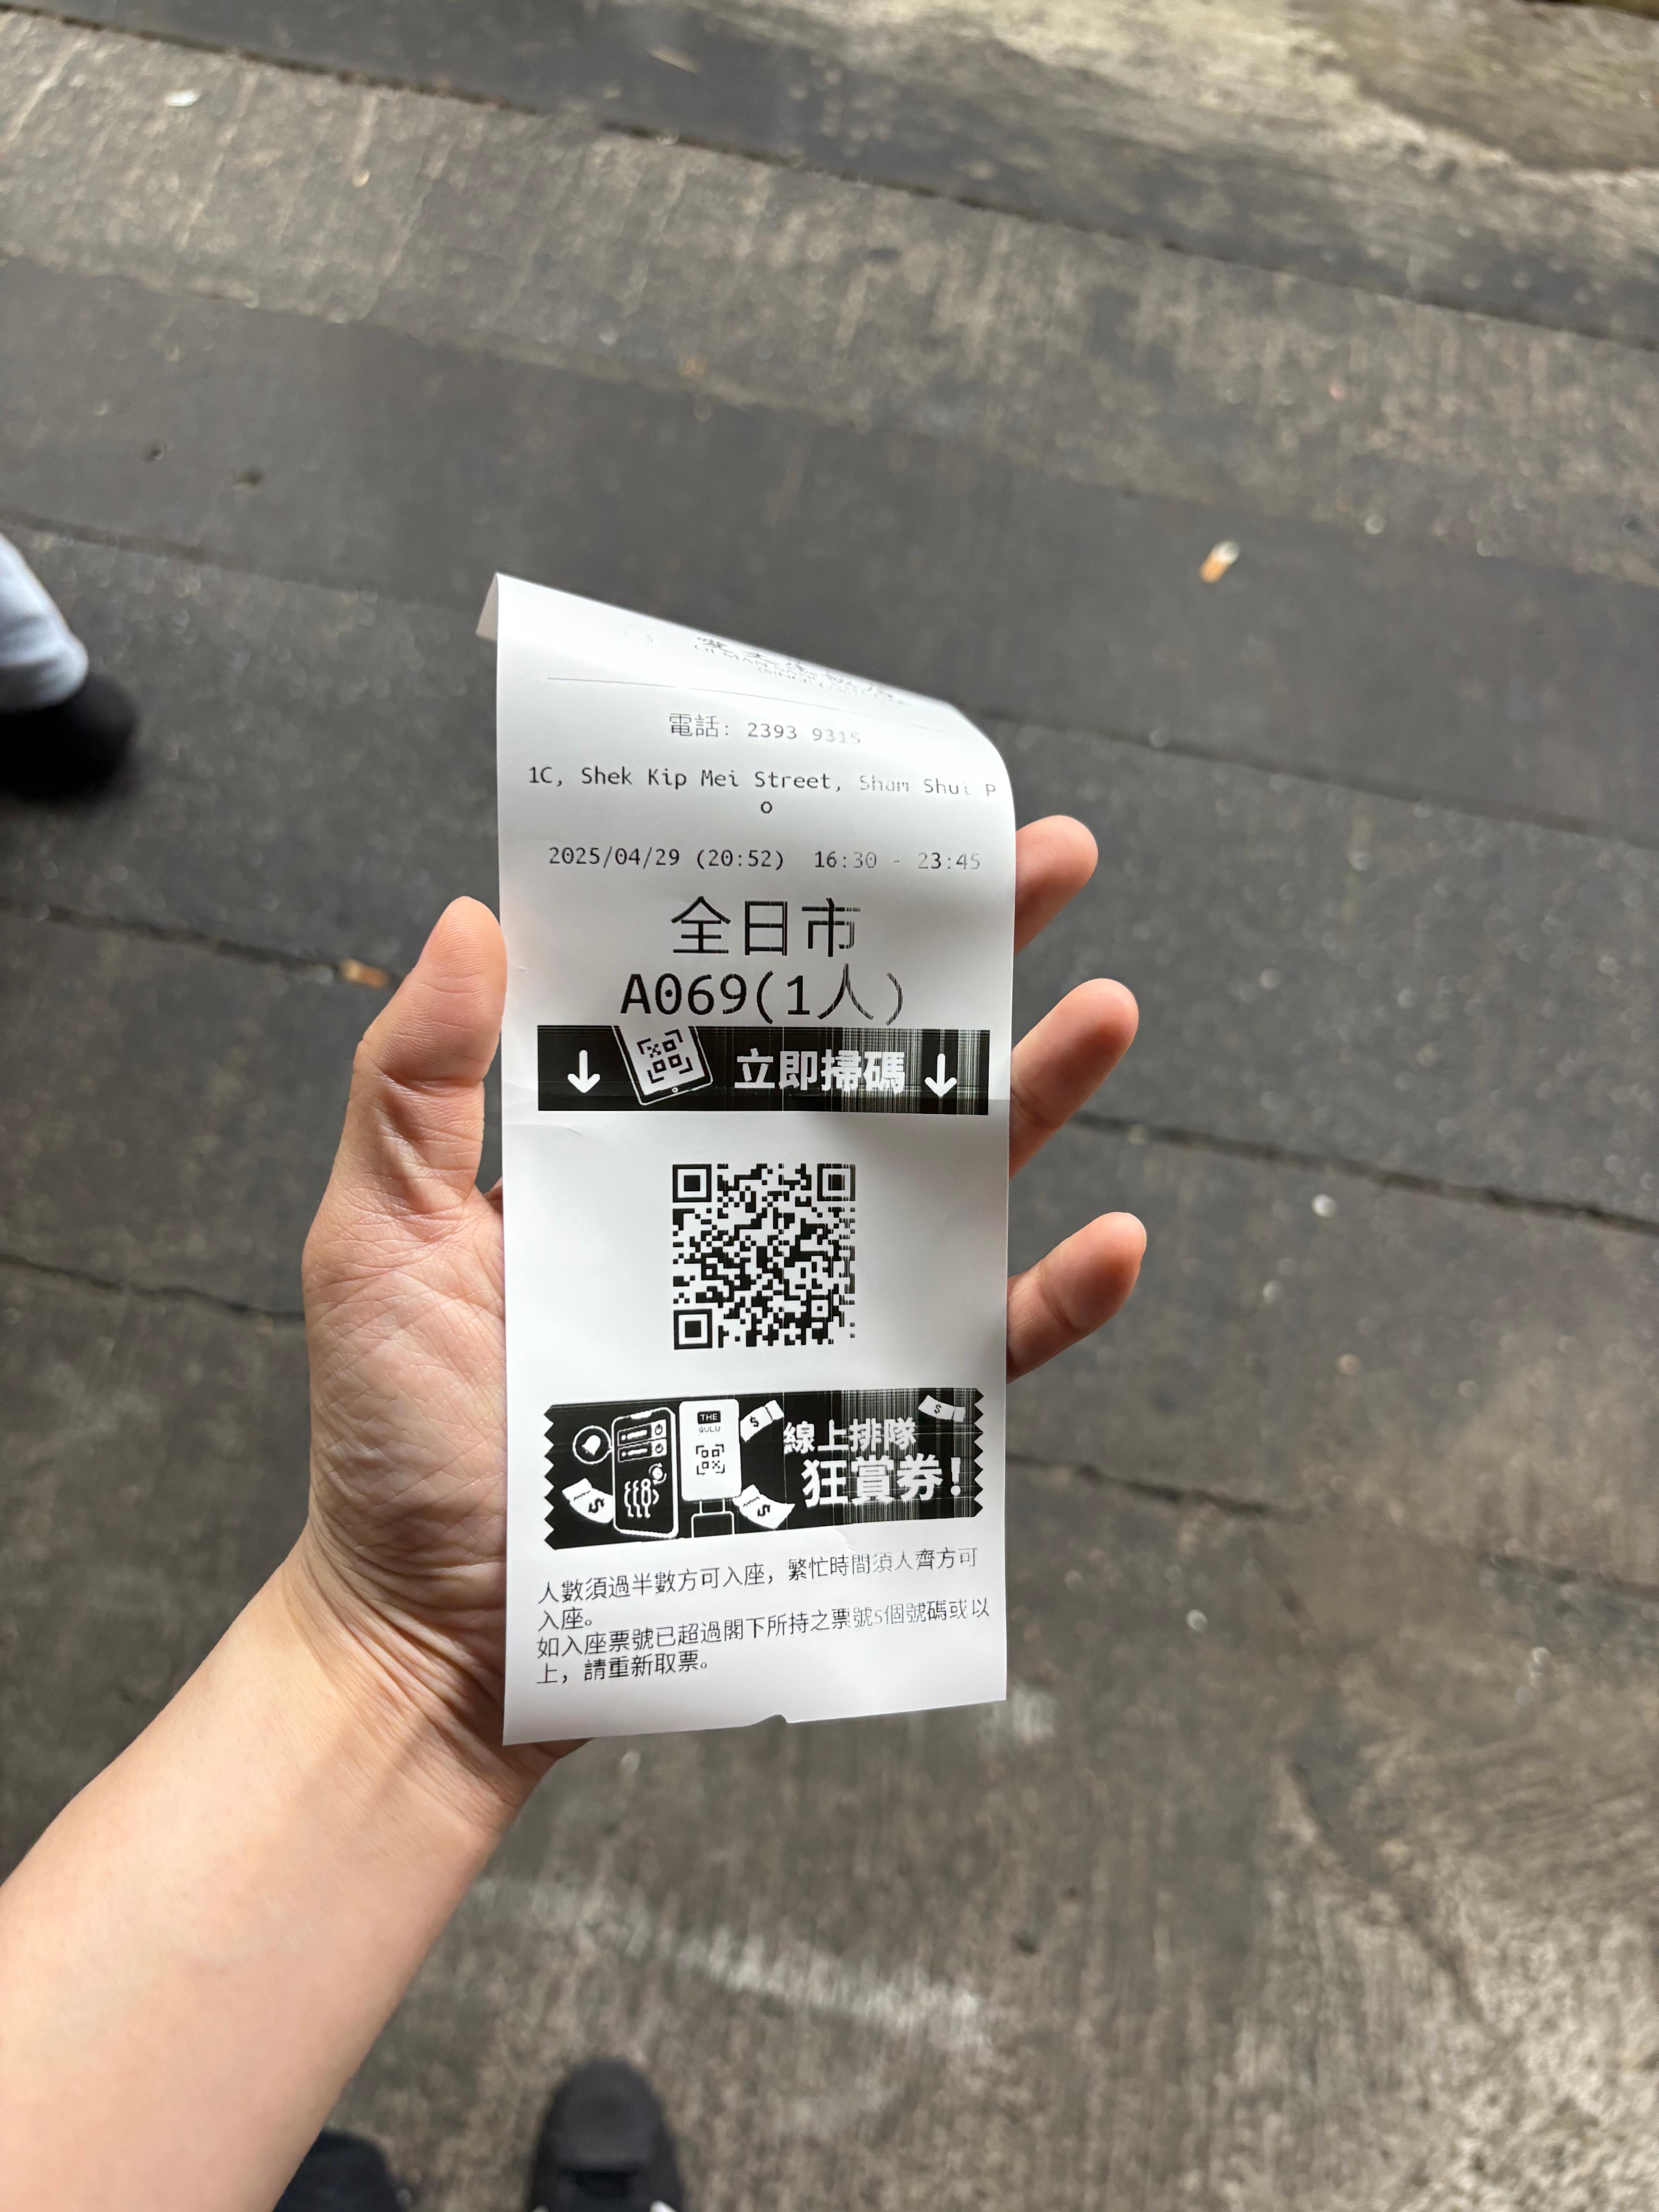 電話: 2393 9315
1C, Shek Kip Mei Street, Sham Shui P
o
2025/04/29 (20:52) 16:30 - 23:45
全日市
A069(1人)
立即掃碼
THE
GULU
線上排隊
狂賞券!
人數須過半數方可入座，繁忙時間須人齊方可
入座。
如入座票號已超過閣下所持之票號5個號碼或以
上，請重新取票。